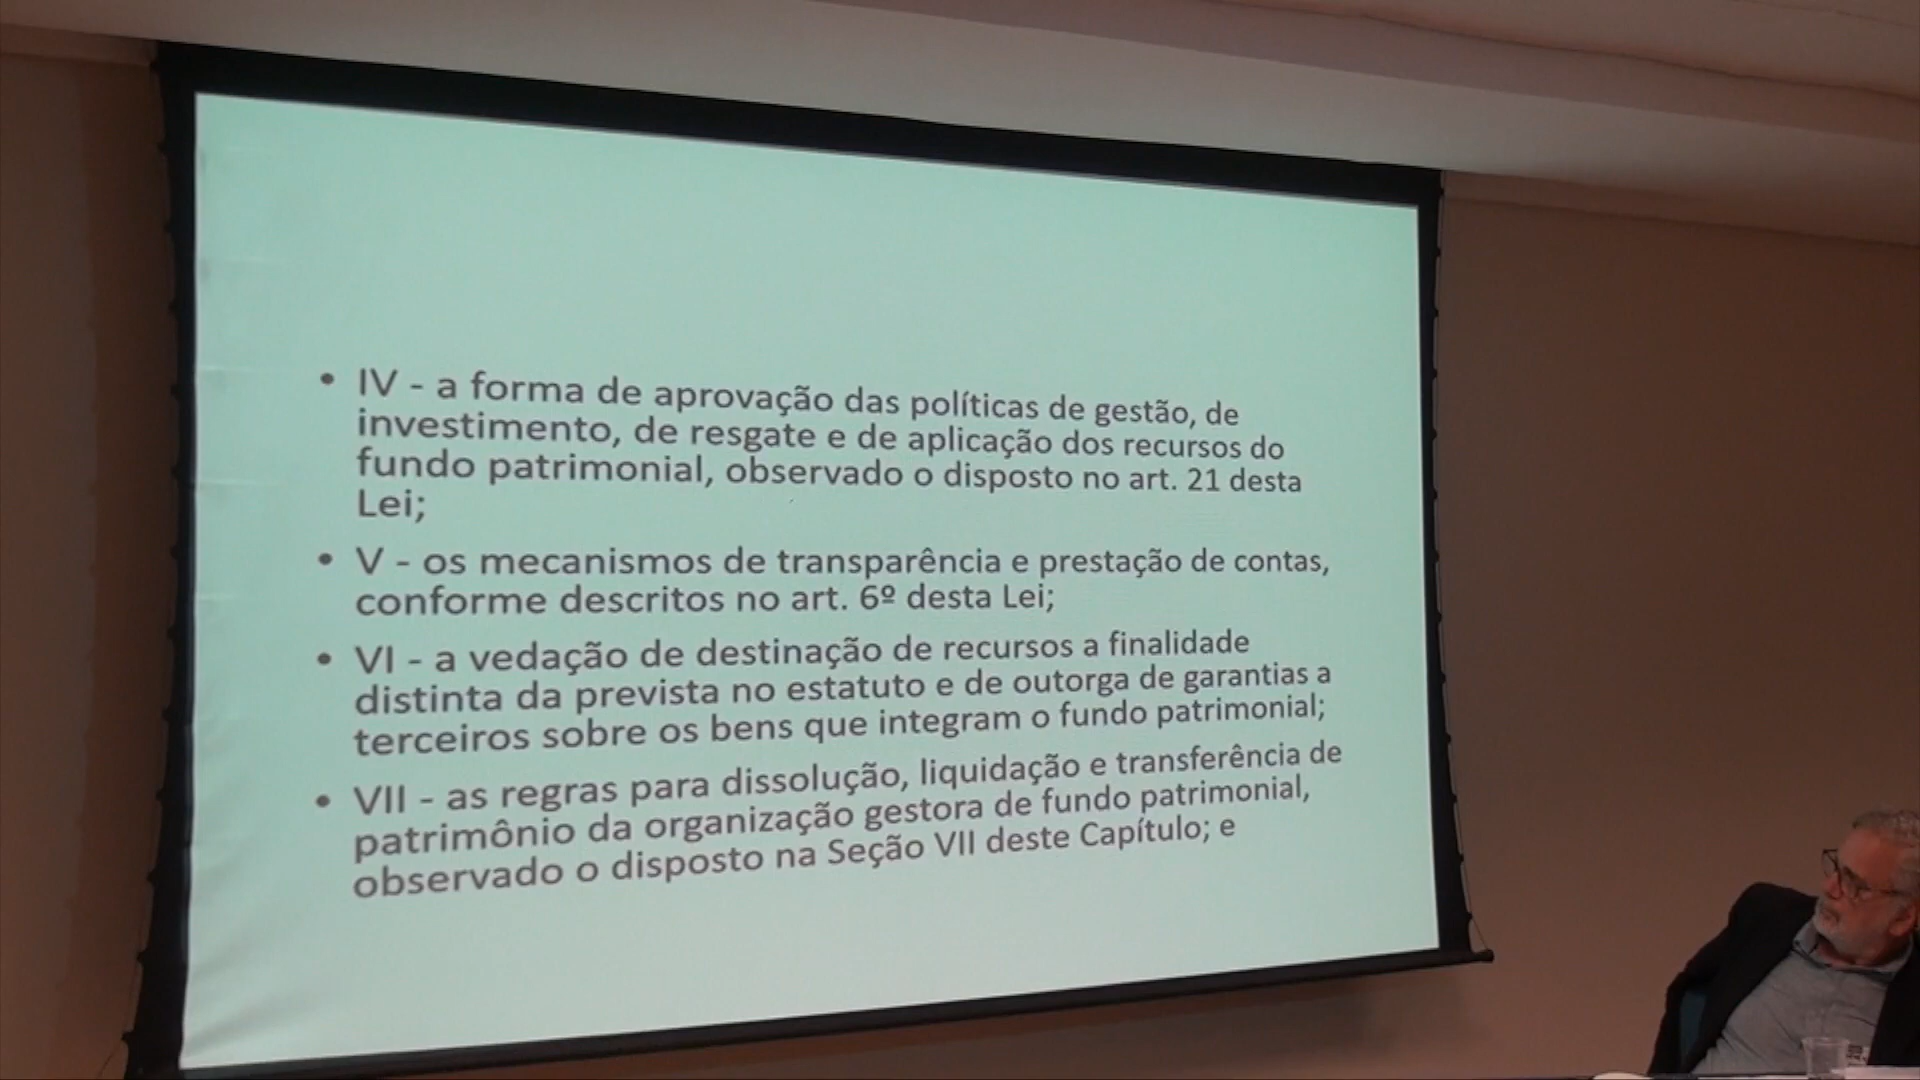 • IV - a forma de aprovação das políticas de gestão, de
investimento, de resgate e de aplicação dos recursos do
fundo patrimonial, observado o disposto no art. 21 desta
Lei;
• V - os mecanismos de transparência e prestação de contas,
conforme descritos no art. 6º desta Lei;
• VI - a vedação de destinação de recursos a finalidade
distinta da prevista no estatuto e de outorga de garantias a
terceiros sobre os bens que integram o fundo patrimonial;
• VII - as regras para dissolução, liquidação e transferência de
patrimônio da organização gestora de fundo patrimonial,
observado o disposto na Seção VII deste Capítulo; e